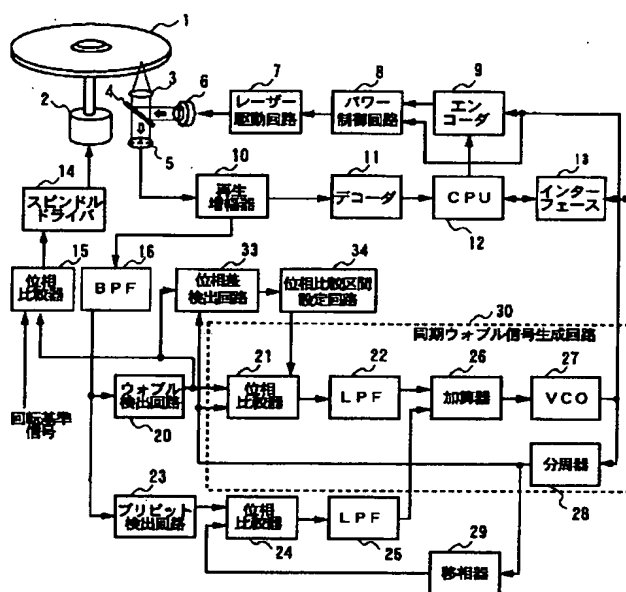 1
2
3
4
5
6
7
レーザー
駆動回路
8
パワー
制御回路
9
エン
コーダ
10
再生
増幅器
11
デコーダ
CPU
12
13
インター
フェース
14
スピンドル
ドライバ
15
位相
比較器
16
BPF
33
位相差
検出回路
34
位相比較区間
設定回路
30
同期ウォブル信号生成回路
回転基準
信号
ウォブル
検出回路
20
21
位相
比較器
22
LPF
26
加算器
27
VCO
分周器
28
23
プリピット
検出回路
位相
比較器
24
LPF
25
29
移相器